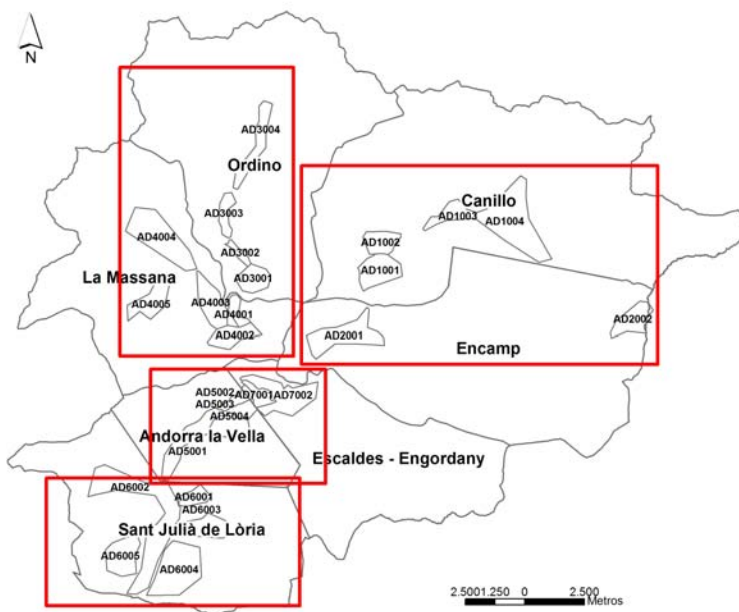 N
AD3004
Ordino
Canillo
AD3003
AD1003
AD1004
AD4004
AD1002
AD3002
AD1001
La Massana
AD3001
AD4005
AD4003
AD4001
AD2002
AD4002
AD2001
Encamp
AD5002
AD7001
AD7002
AD5003
AD5004
Andorra la Vella
AD5001
Escaldes - Engordany
AD6002
AD6001
AD6003
Sant Julià de Lòria
AD6005
AD6004
2.5001.250 0 2.500
Metros